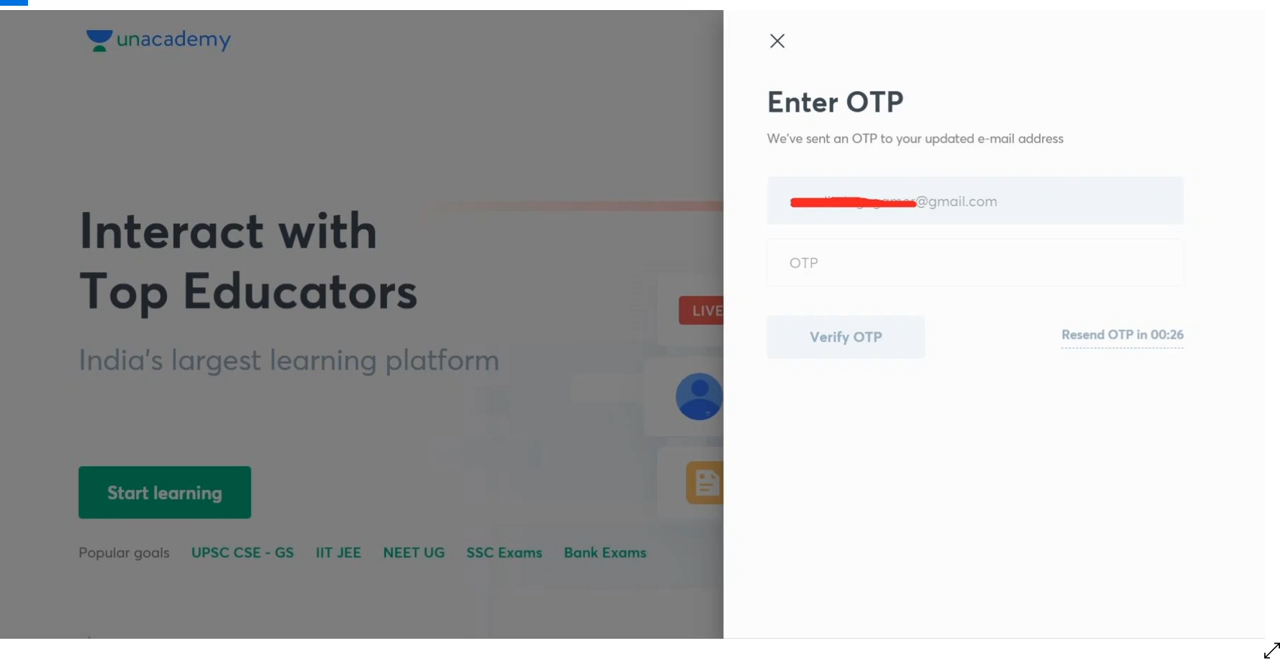 unacademy
Interact with
Top Educators
India's largest learning platform
Start learning
Popular goals UPSC CSE - GS IIT JEE NEET UG SSC Exams Bank Exams
LIVE
Enter OTP
We've sent an OTP to your updated e-mail address
@gmail.com
OTP
Verify OTP
Resend OTP in 00:26